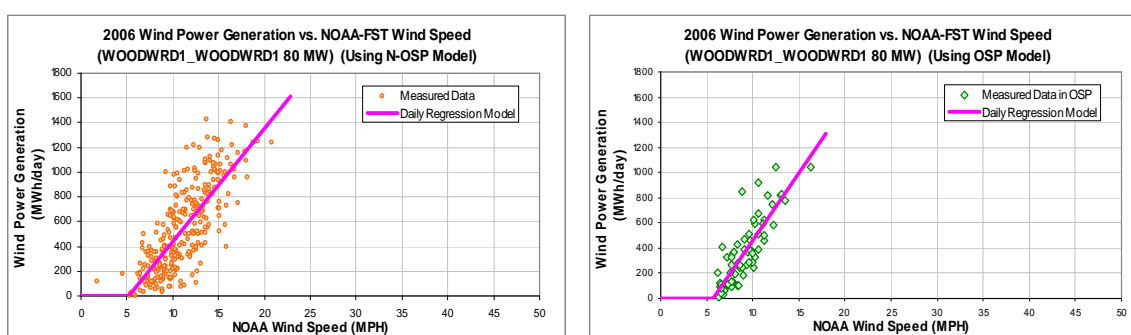 2006 Wind Power Generation vs. NOAA-FST Wind Speed
(WOODWRD1_WOODWRD1 80 MW) (Using N-OSP Model)
Wind Power Generation
(MWh/day)
1800
1600
1400
1200
1000
800
600
400
200
0
Measured Data
Daily Regression Model
0 5 10 15 20 25 30 35 40 45 50
NOAA Wind Speed (MPH)
2006 Wind Power Generation vs. NOAA-FST Wind Speed
(WOODWRD1_WOODWRD1 80 MW) (Using OSP Model)
Wind Power Generation
(MWh/day)
1800
1600
1400
1200
1000
800
600
400
200
0
Measured Data in OSP
Daily Regression Model
0 5 10 15 20 25 30 35 40 45 50
NOAA Wind Speed (MPH)